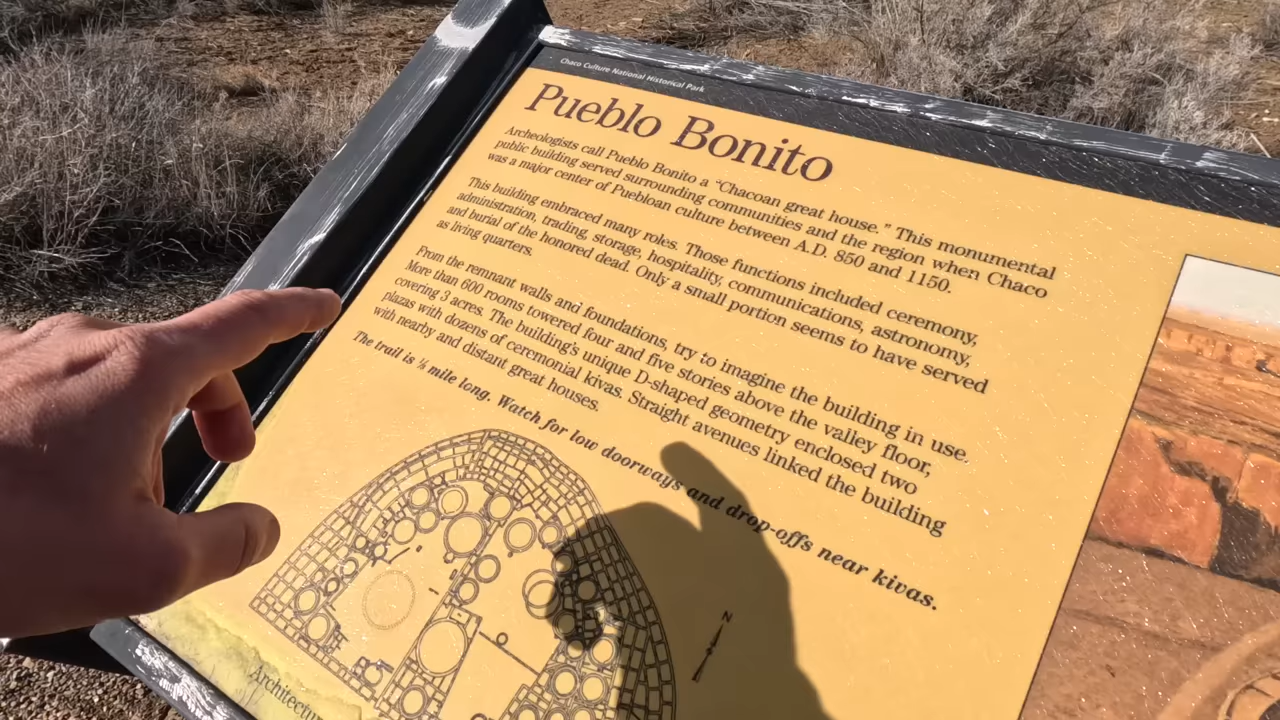 Chaco Culture National Historical Park
Pueblo Bonito
Archeologists call Pueblo Bonito a "Chacoan great house." This monumental
public building served surrounding communities and the region when Chaco
was a major center of Puebloan culture between A.D. 850 and 1150.
This building embraced many roles. Those functions included ceremony,
administration, trading, storage, hospitality, communications, astronomy,
and burial of the honored dead. Only a small portion seems to have served
as living quarters.
From the remnant walls and foundations, try to imagine the building in use.
More than 600 rooms towered four and five stories above the valley floor,
covering 3 acres. The building's unique D-shaped geometry enclosed two
plazas with dozens of ceremonial kivas. Straight avenues linked the building
with nearby and distant great houses.
The trail is mile long. Watch for low doorways and drop-offs near kivas.
N
Architectu